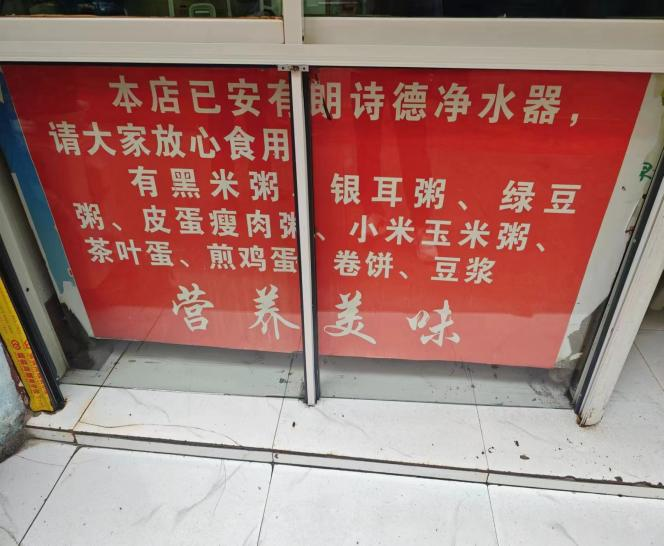 本店已安有朗诗德净水器，
请大家放心食用
有黑米粥 银耳粥、绿豆
粥、皮蛋瘦肉粥、小米玉米粥、
茶叶蛋、煎鸡蛋 卷饼、豆浆
营养美味